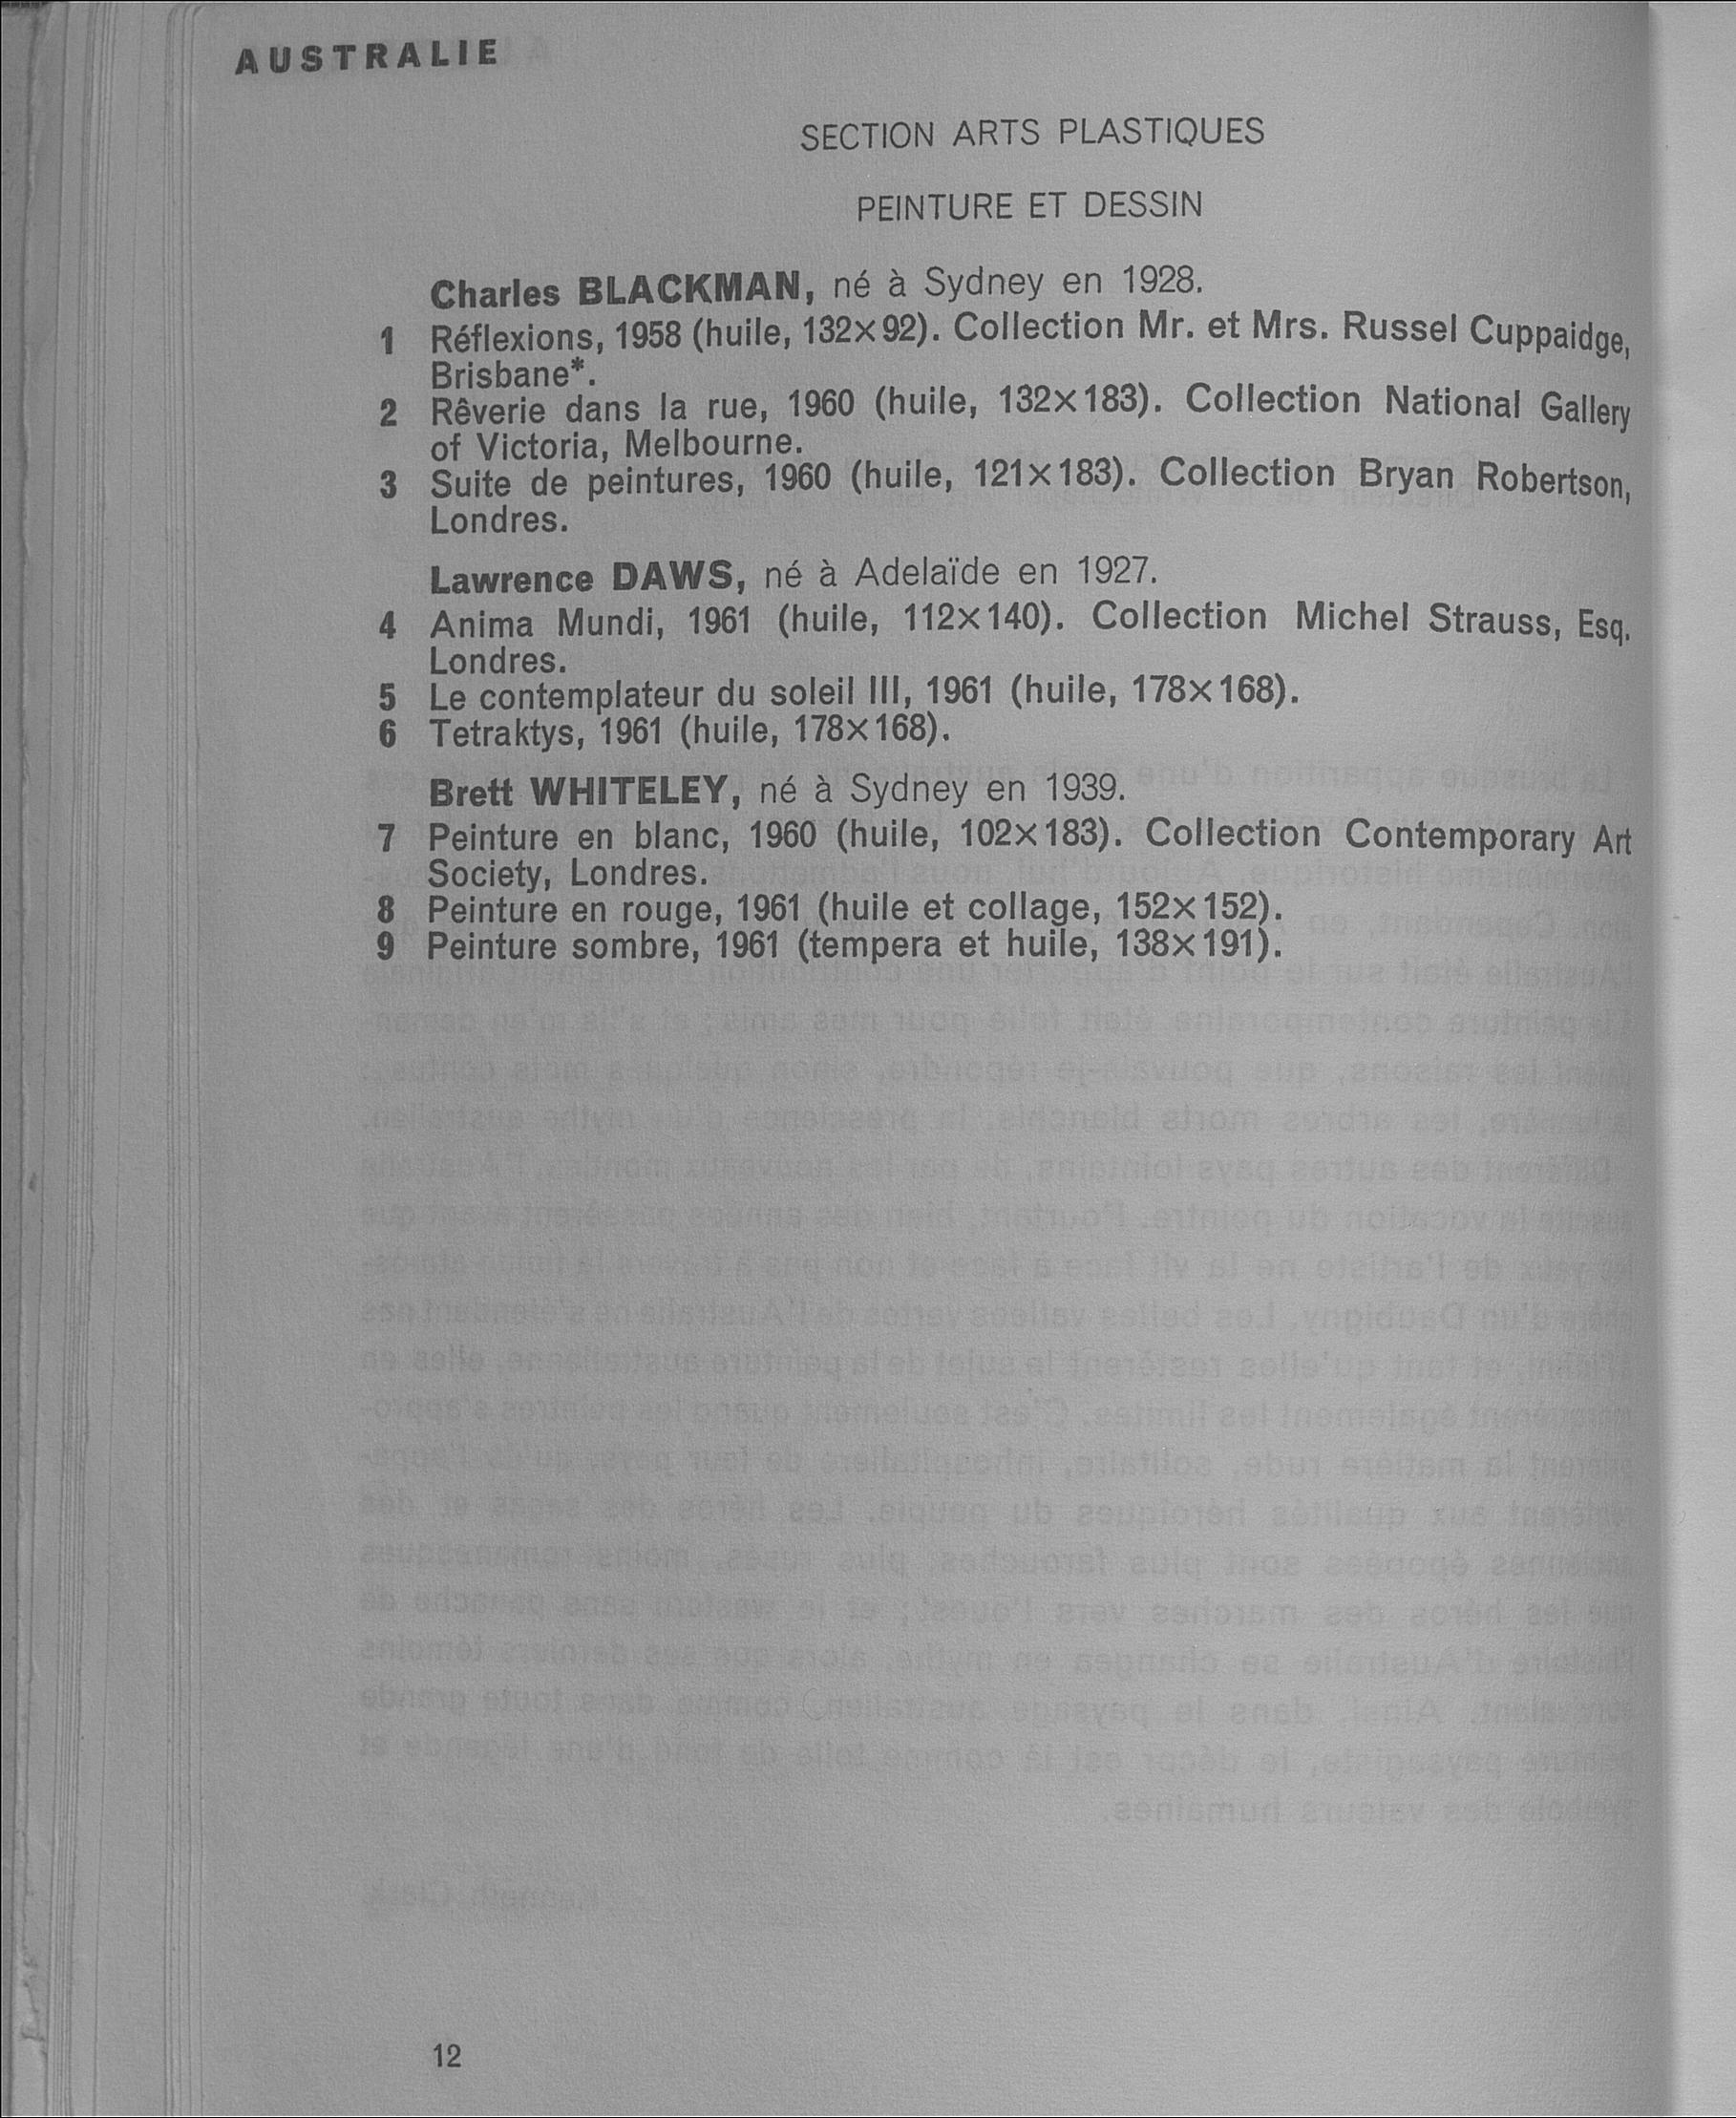 AUSTRALIE
SECTION ARTS PLASTIQUES
PEINTURE ET DESSIN
Charles BLACKMAN, né à Sydney en 1928.
1 Réflexions, 1958 (huile, 132×92). Collection Mr. et Mrs. Russel Cuppaidge,
Brisbane*.
2 Rêverie dans la rue, 1960 (huile, 132×183). Collection National Gallery
of Victoria, Melbourne.
3 Suite de peintures, 1960 (huile, 121×183). Collection Bryan Robertson,
Londres.
Lawrence DAWS, né à Adelaïde en 1927.
4 Anima Mundi, 1961 (huile, 112×140). Collection Michel Strauss, Esq.
Londres.
5 Le contemplateur du soleil III, 1961 (huile, 178×168).
6 Tetraktys, 1961 (huile, 178×168).
Brett WHITELEY, né à Sydney en 1939.
7 Peinture en blanc, 1960 (huile, 102×183). Collection Contemporary Art
Society, Londres.
8 Peinture en rouge, 1961 (huile et collage, 152×152).
9 Peinture sombre, 1961 (tempera et huile, 138×191).
12